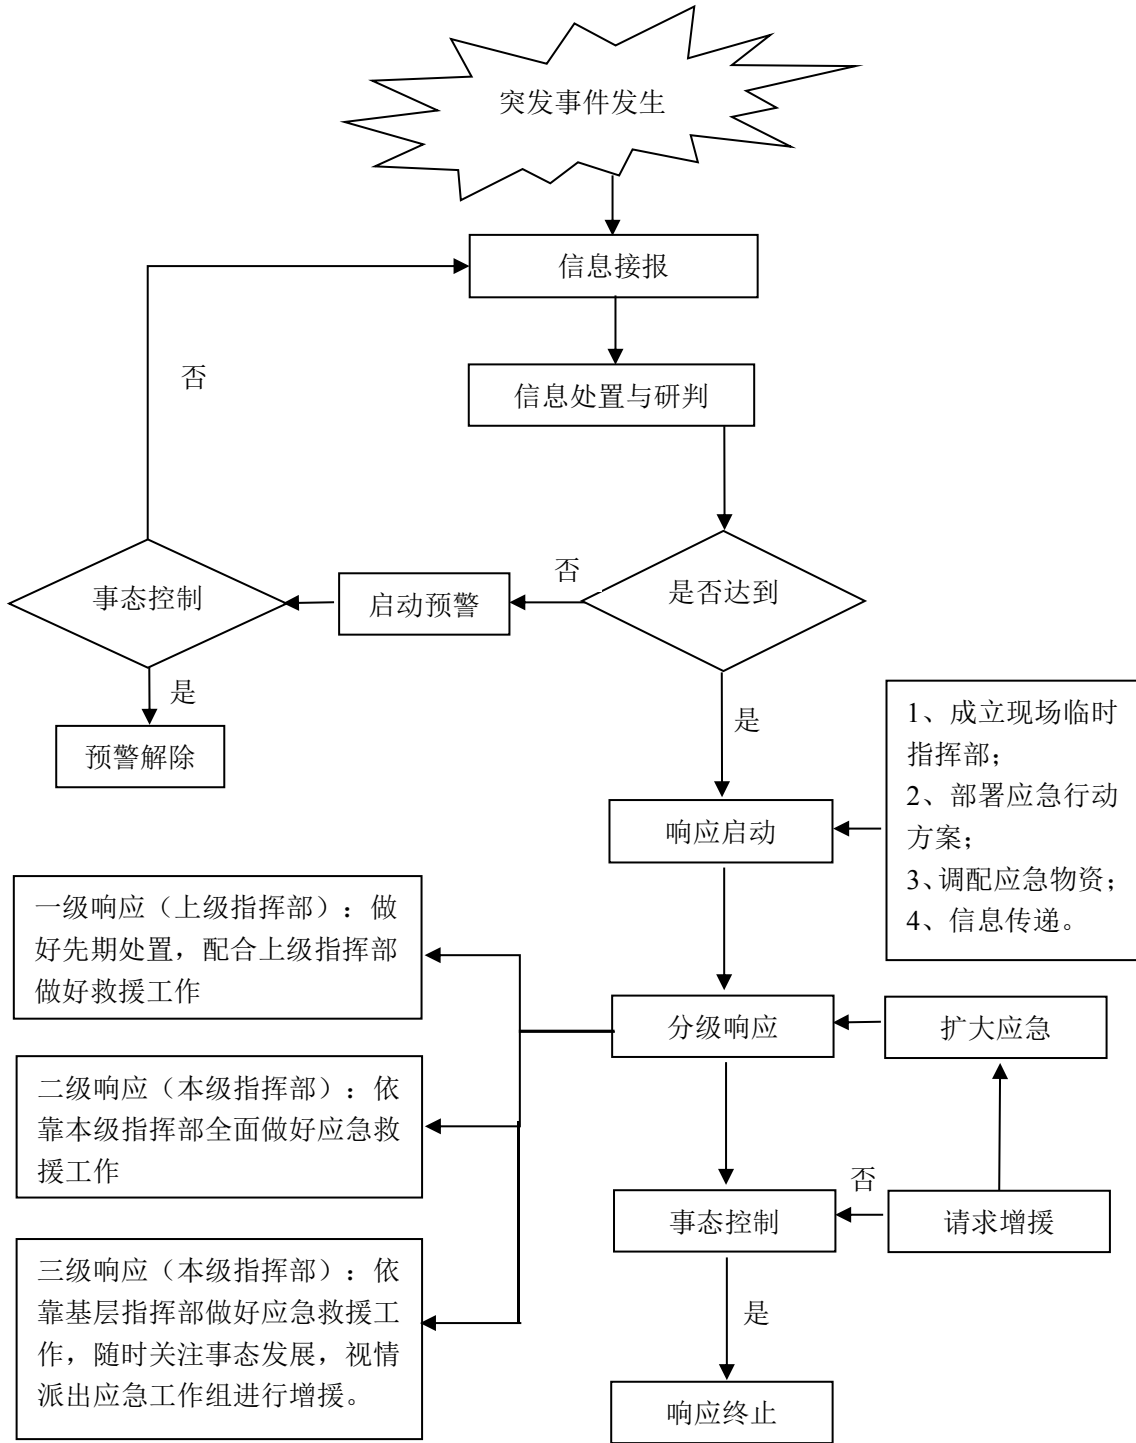 突发事件发生
信息接报
否
信息处置与研判
事态控制
启动预警
否
是否达到
是
预警解除
是
1、成立现场临时
指挥部；
2、部署应急行动
方案；
3、调配应急物资；
4、信息传递。
响应启动
一级响应（上级指挥部）：做
好先期处置，配合上级指挥部
做好救援工作
分级响应
扩大应急
二级响应（本级指挥部）：依
靠本级指挥部全面做好应急救
援工作
否
事态控制
请求增援
三级响应（本级指挥部）：依
靠基层指挥部做好应急救援工
作，随时关注事态发展，视情
派出应急工作组进行增援。
是
响应终止